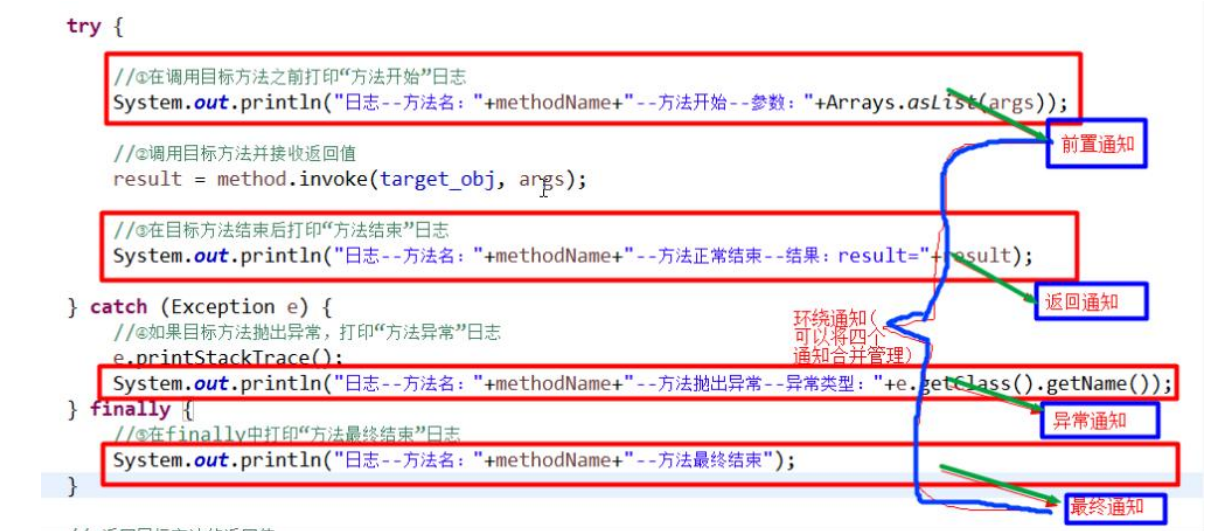 try {
//①在调用目标方法之前打印“方法开始”日志
System.out.println("日志--方法名："+methodName+"--方法开始--参数："+Arrays.asList(args));
前置通知
//②调用目标方法并接收返回值
result = method.invoke(target_obj, args);
//③在目标方法结束后打印“方法结束”日志
System.out.println("日志--方法名："+methodName+"--方法正常结束--结果：result="+result);
返回通知
} catch (Exception e) {
环绕通知(
可以将四个
通知合并管理)
//④如果目标方法抛出异常，打印“方法异常”日志
e.printStackTrace();
System.out.println("日志--方法名："+methodName+"--方法抛出异常--异常类型："+e.getClass().getName());
异常通知
} finally {
//⑤在finally中打印“方法最终结束”日志
System.out.println("日志--方法名："+methodName+"--方法最终结束");
}
最终通知